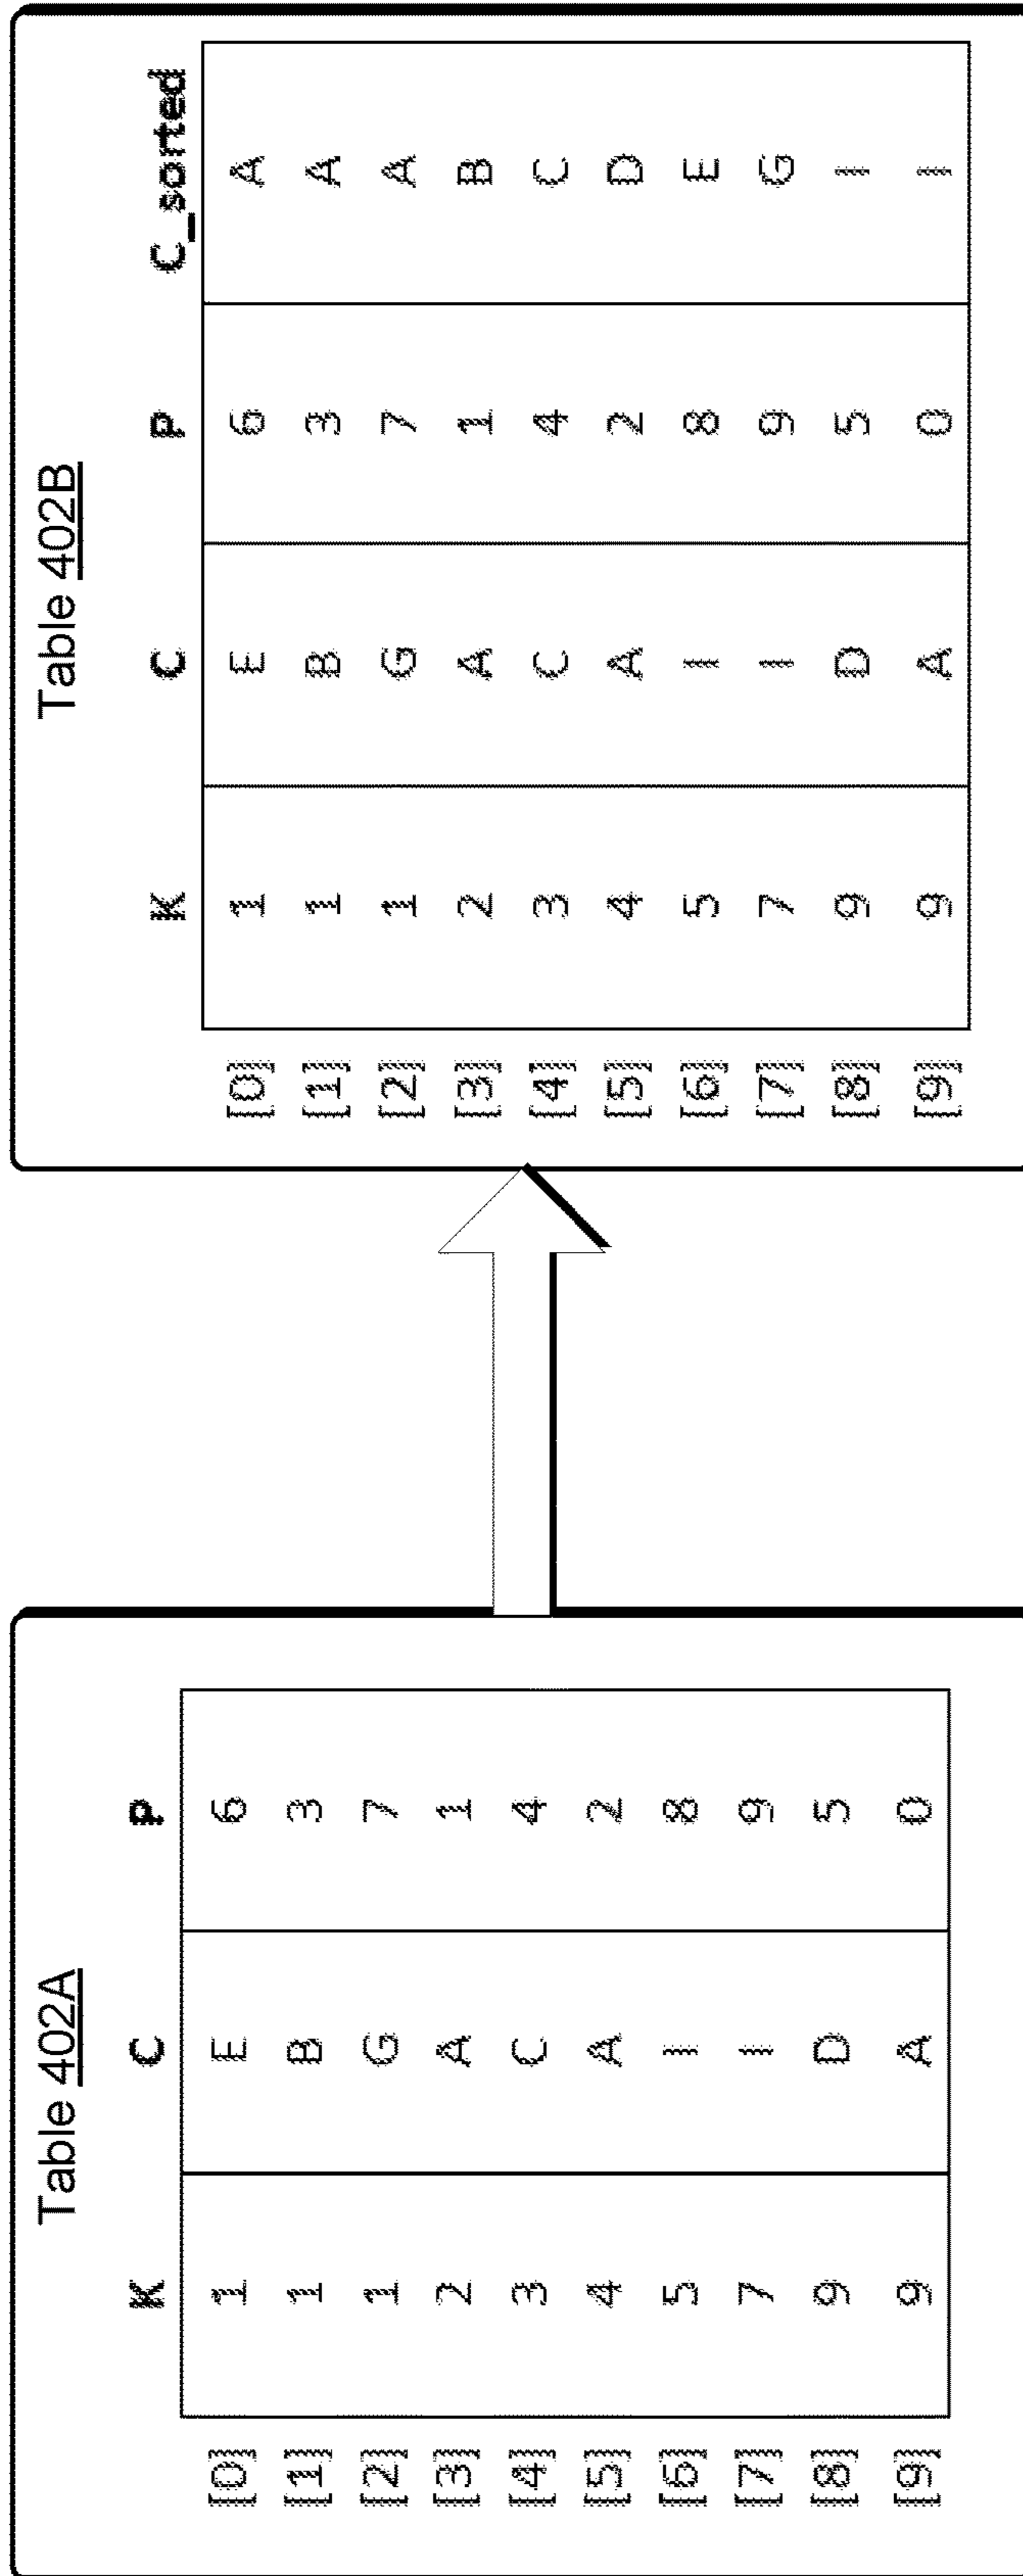 Table 402A
K C P
[0] 1 E 6
[1] 1 B 3
[2] 1 G 7
[3] 2 A 1
[4] 3 C 4
[5] 4 A 2
[6] 5 I 8
[7] 7 I 9
[8] 9 D 5
[9] 9 A 0
Table 402B
K C P C_sorted
[0] 1 E 6 A
[1] 1 B 3 A
[2] 1 G 7 A
[3] 2 A 1 B
[4] 3 C 4 C
[5] 4 A 2 D
[6] 5 I 8 E
[7] 7 I 9 G
[8] 9 D 5 I
[9] 9 A 0 I